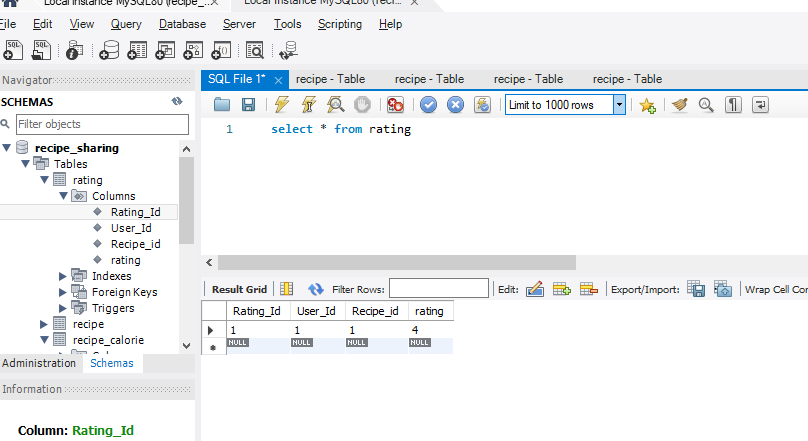 Local instance MySQL80 (recipe_...
Local instance MySQL80 (recip...
File Edit View Query Database Server Tools Scripting Help
Navigator
SCHEMAS
Filter objects
recipe_sharing
Tables
rating
Columns
Rating_Id
User_Id
Recipe_id
rating
Indexes
Foreign Keys
Triggers
recipe
recipe_calorie
Administration Schemas
Information
Column: Rating_Id
SQL File 1* recipe - Table recipe - Table recipe - Table recipe - Table
Limit to 1000 rows
1 select * from rating
Result Grid Filter Rows: Edit: Export/Import: Wrap Cell Con
Rating_Id User_Id Recipe_id rating
1 1 1 4
NULL NULL NULL NULL